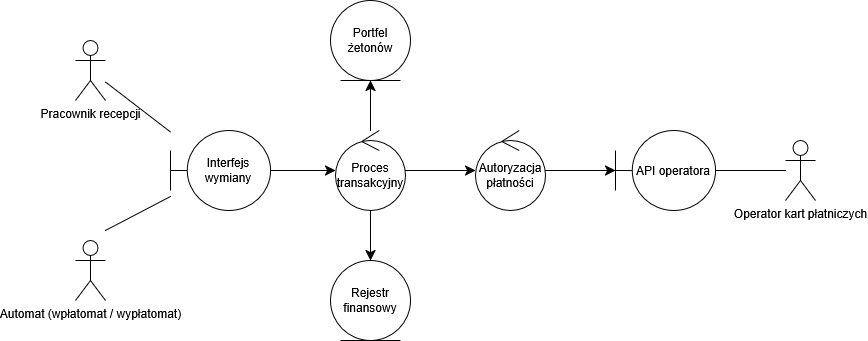 Portfel
żetonów
Pracownik recepcji
Interfejs
wymiany
Proces
transakcyjny
Autoryzacja
płatności
API operatora
Operator kart płatniczych
Automat (wpłatomat / wypłatomat)
Rejestr
finansowy